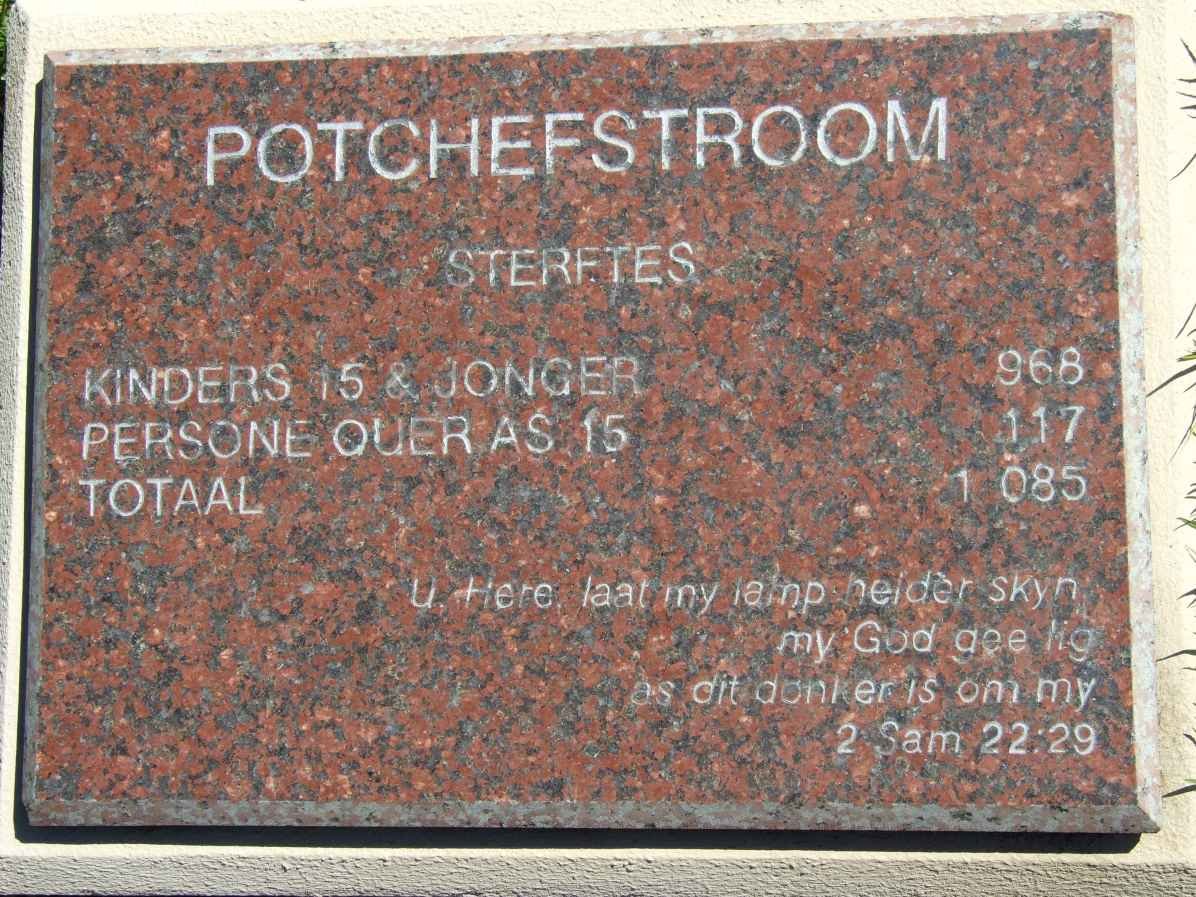 POTCHEFSTROOM
STERFTES
KINDERS 15 & JONGER 968
PERSONE OUER AS 15 117
TOTAAL 1 085
U, Here, laat my lamp helder skyn,
my God gee lig
as dit donker is om my.
2 Sam 22:29